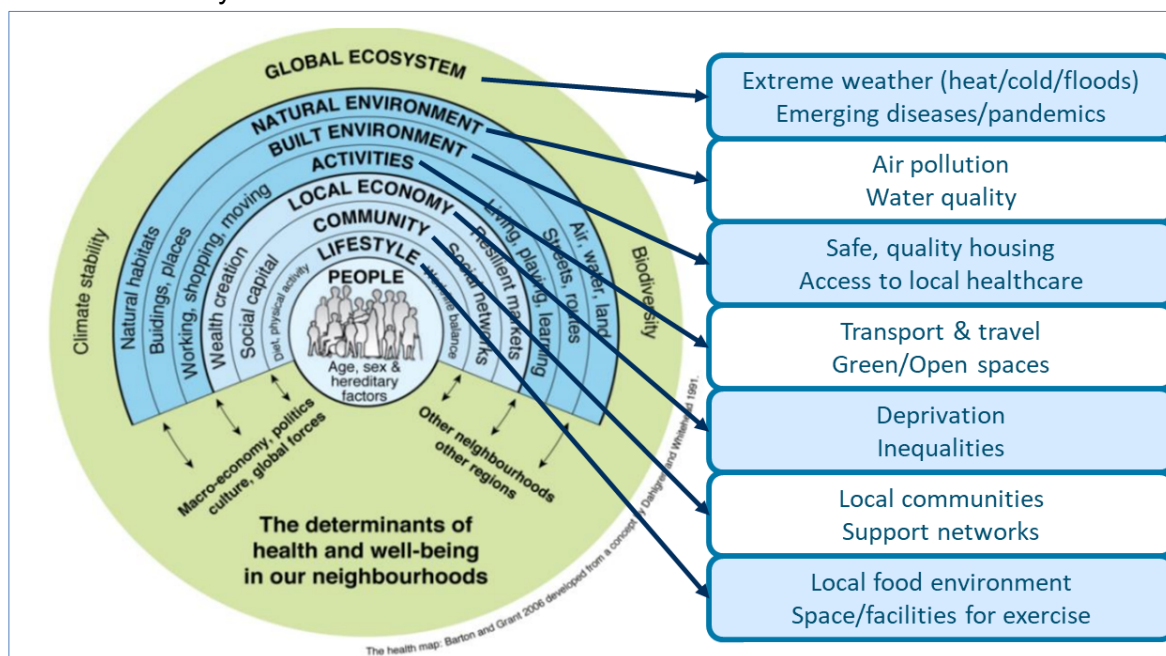 GLOBAL ECOSYSTEM
NATURAL ENVIRONMENT
BUILT ENVIRONMENT
ACTIVITIES
LOCAL ECONOMY
COMMUNITY
LIFESTYLE
PEOPLE
Age, sex &
hereditary
factors
Climate stability
Natural habitats
Buidings, places
Working, shopping, moving
Wealth creation
Social capital
Diet, physical activity
balance
Social networks
Resilient markets
Living, playing, learning
Streets, routes
Air, water, land
Biodiversity
Macro-economy, politics
culture, global forces
Other neighbourhoods
other regions
The determinants of
health and well-being
in our neighbourhoods
The health map: Barton and Grant 2006 developed from a concept by Dahlgren and Whitehead 1991.
Extreme weather (heat/cold/floods)
Emerging diseases/pandemics
Air pollution
Water quality
Safe, quality housing
Access to local healthcare
Transport & travel
Green/Open spaces
Deprivation
Inequalities
Local communities
Support networks
Local food environment
Space/facilities for exercise